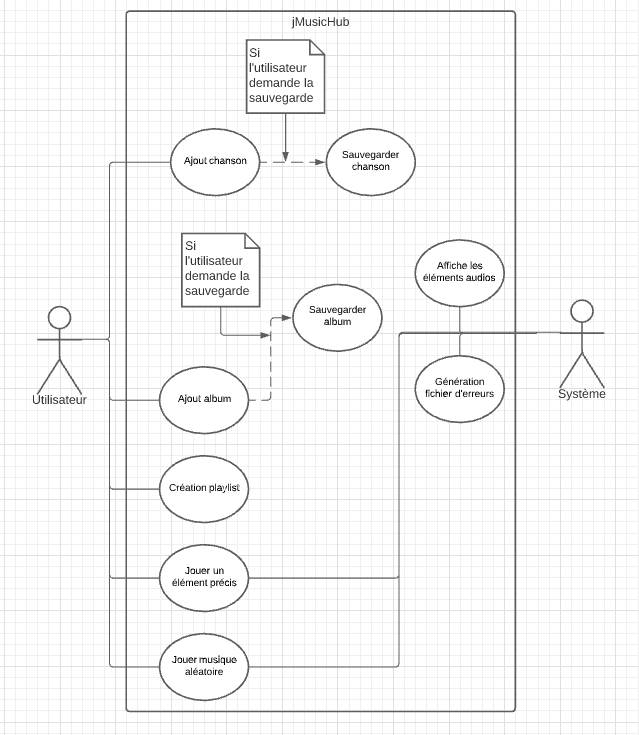 jMusicHub
Si
l'utilisateur
demande la
sauvegarde
Ajout chanson
Sauvegarder
chanson
Si
l'utilisateur
demande la
sauvegarde
Affiche les
éléments audios
Sauvegarder
album
Utilisateur
Ajout album
Génération
fichier d'erreurs
Système
Création playlist
Jouer un
élément précis
Jouer musique
aléatoire